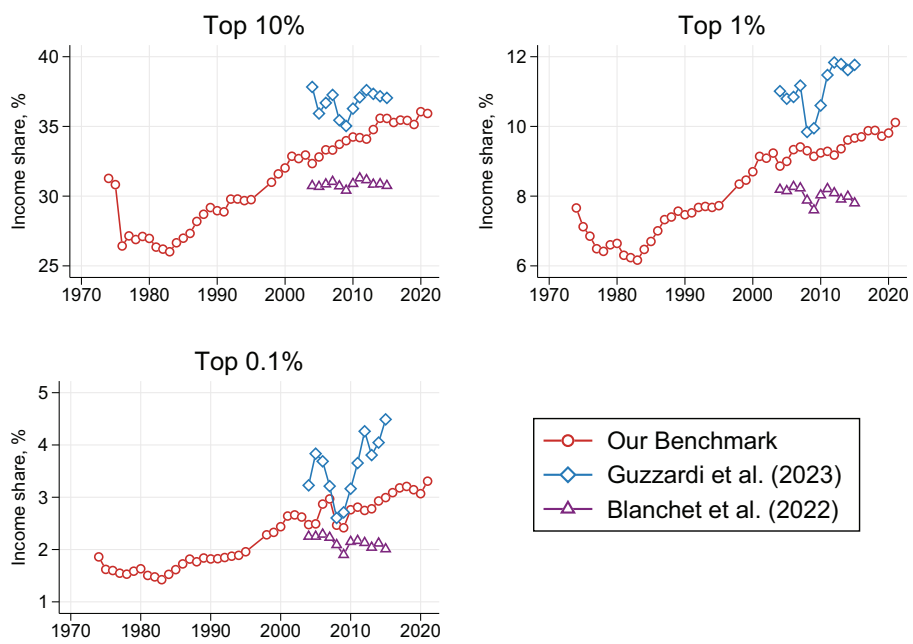 Top 10%
Income share, %
40
35
30
25
1970 1980 1990 2000 2010 2020
Top 1%
Income share, %
12
10
8
6
1970 1980 1990 2000 2010 2020
Top 0.1%
Income share, %
5
4
3
2
1
1970 1980 1990 2000 2010 2020
Our Benchmark
Guzzardi et al. (2023)
Blanchet et al. (2022)